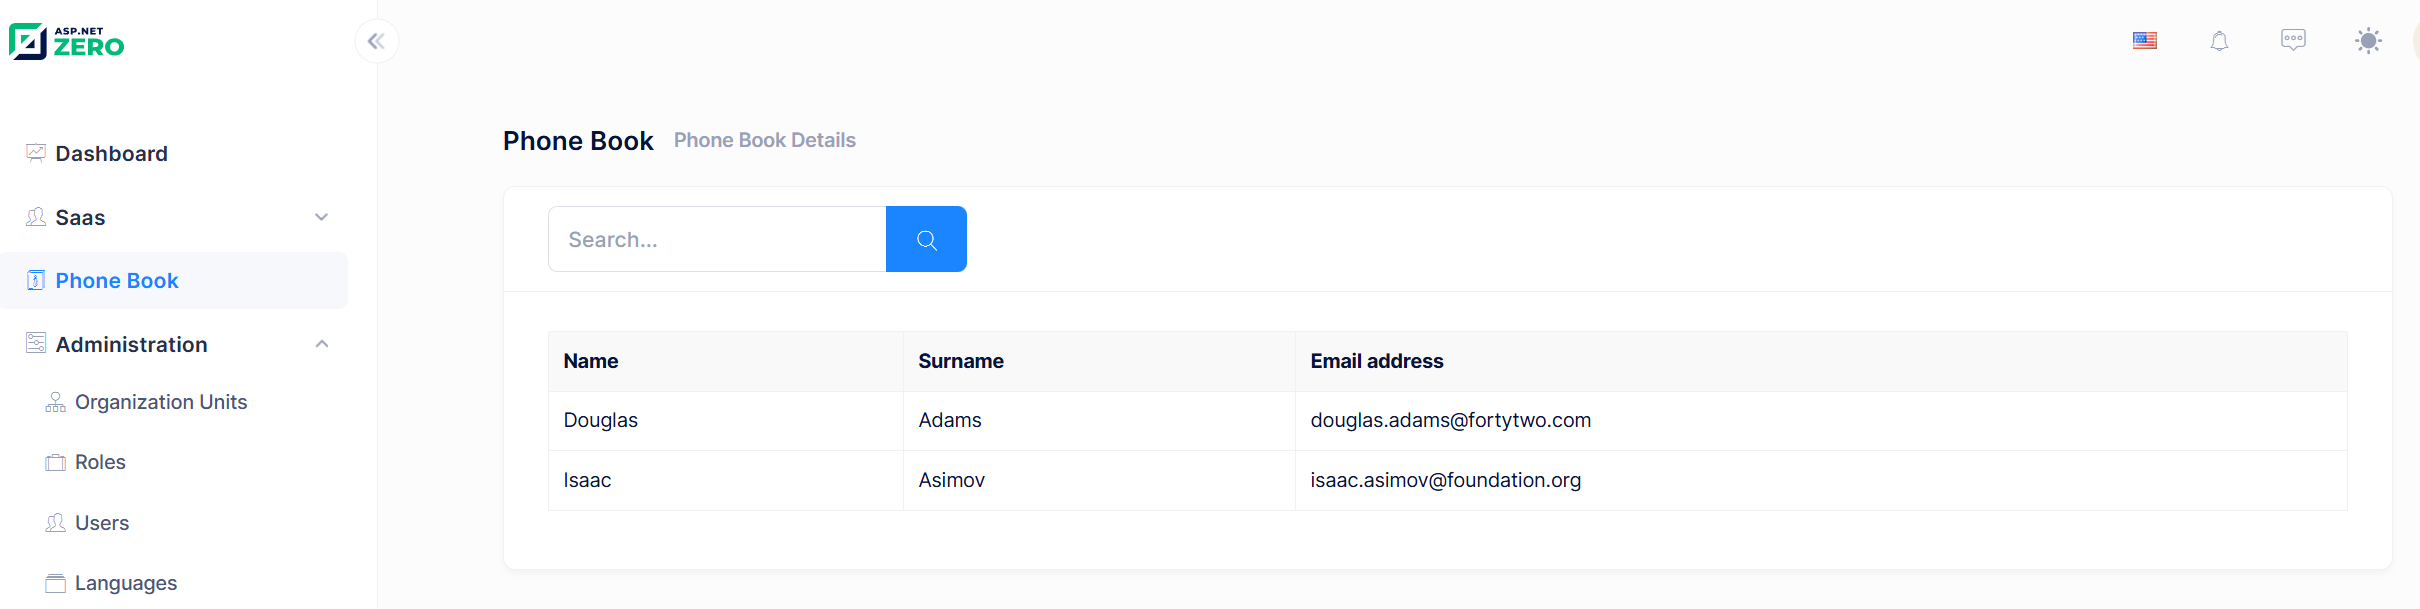 ASP.NET
ZERO
Dashboard
Saas
Phone Book
Administration
Organization Units
Roles
Users
Languages
Phone Book Phone Book Details
Search...
Name Surname Email address
Douglas Adams douglas.adams@fortytwo.com
Isaac Asimov isaac.asimov@foundation.org